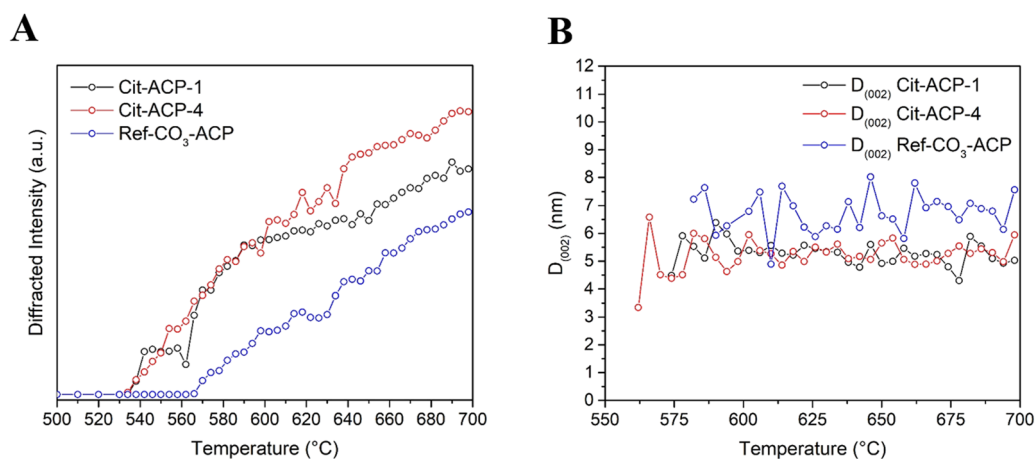 A
Cit-ACP-1
Cit-ACP-4
Ref-CO3-ACP
Diffracted Intensity (a.u.)
500 520 540 560 580 600 620 640 660 680 700
Temperature (°C)
B
D(002) Cit-ACP-1
D(002) Cit-ACP-4
D(002) Ref-CO3-ACP
D(002) (nm)
12
11
10
9
8
7
6
5
4
3
2
1
0
550 575 600 625 650 675 700
Temperature (°C)